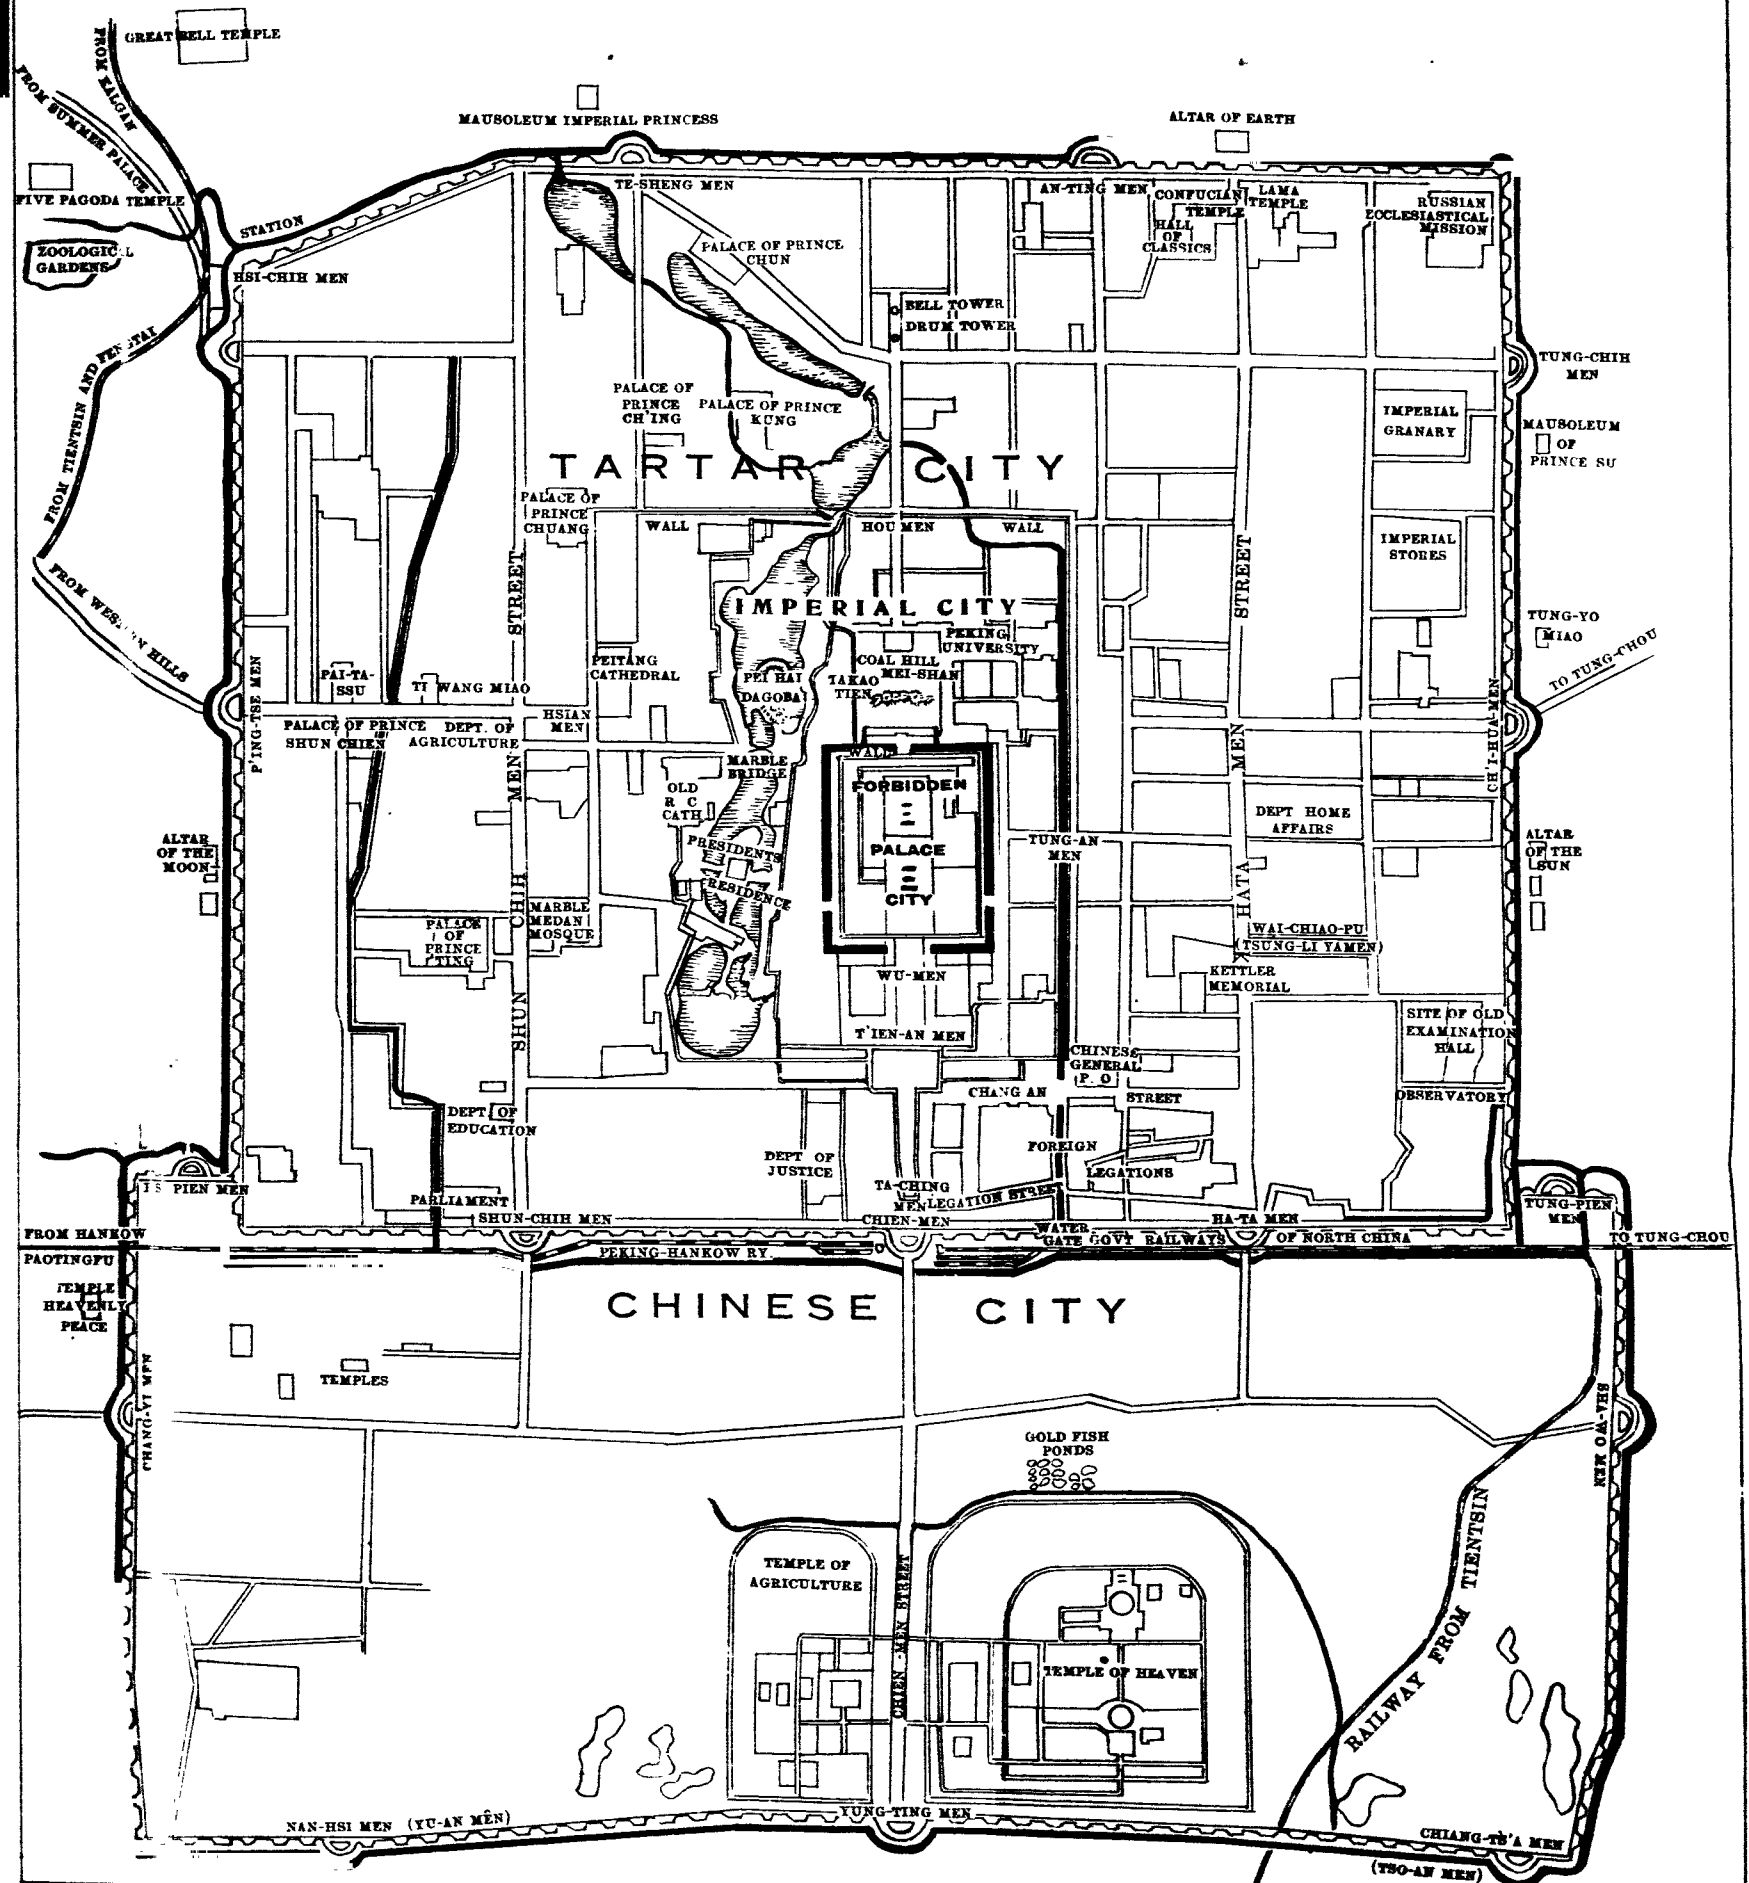 GREAT BELL TEMPLE
FROM KALGAN
FROM SUMMER PALACE
MAUSOLEUM IMPERIAL PRINCESS
ALTAR OF EARTH
FIVE PAGODA TEMPLE
STATION
TE-SHENG MEN
AN-TING MEN
CONFUCIAN
TEMPLE
LAMA
TEMPLE
RUSSIAN
ECCLESIASTICAL
MISSION
HALL
OF
CLASSICS
ZOOLOGICAL
GARDENS
HSI-CHIH MEN
PALACE OF PRINCE
CHUN
BELL TOWER
DRUM TOWER
FROM TIENTSIN AND FENGTAI
TUNG-CHIH
MEN
PALACE OF
PRINCE
CH'ING
PALACE OF PRINCE
KUNG
IMPERIAL
GRANARY
MAUSOLEUM
OF
PRINCE SU
TARTAR CITY
PALACE OF
PRINCE
CHUANG
WALL
HOU MEN
WALL
IMPERIAL
STORES
FROM WESTERN HILLS
IMPERIAL CITY
STREET
STREET
TUNG-YO
MIAO
TO TUNG-CHOU
PEKING
UNIVERSITY
PEITANG
CATHEDRAL
COAL HILL
MEI-SHAN
PEI HAI
DAGOBA
TAKAO
TIEN
PAI-TA-
SSU
TI WANG MIAO
P'ING-TSE MEN
CH'I-HUA-MEN
PALACE OF PRINCE
SHUN CHIEN
DEPT. OF
AGRICULTURE
HSIAN
MEN
MEN
MEN
WALL
MARBLE
BRIDGE
FORBIDDEN
PALACE
CITY
OLD
R C
CATH
DEPT HOME
AFFAIRS
TUNG-AN
MEN
ALTAR
OF THE
MOON
ALTAR
OF THE
SUN
PRESIDENTS
RESIDENCE
CHIH
HATA
MARBLE
MEDAN
MOSQUE
PALACE
OF
PRINCE
TING
WAI-CHIAO-PU
(TSUNG-LI YAMEN)
WU-MEN
KETTLER
MEMORIAL
SHUN
T'IEN-AN MEN
SITE OF OLD
EXAMINATION
HALL
CHINESE
GENERAL
P. O
CHANG AN
STREET
OBSERVATORY
DEPT. OF
EDUCATION
FOREIGN
LEGATIONS
DEPT OF
JUSTICE
TA-CHING
MEN
LEGATION STREET
PIEN MEN
PARLIAMENT
TUNG-PIEN
MEN
SHUN-CHIH MEN
CHIEN-MEN
HA-TA MEN
WATER
GATE
GOVT RAILWAYS
OF NORTH CHINA
FROM HANKOW
PAOTINGFU
PEKING-HANKOW RY.
TO TUNG-CHOU
TEMPLE
HEAVENLY
PEACE
CHINESE CITY
TEMPLES
CHANG-YI MEN
SHA-WO MEN
GOLD FISH
PONDS
RAILWAY FROM TIENTSIN
TEMPLE OF
AGRICULTURE
CHIEN-MEN STREET
TEMPLE OF HEAVEN
NAN-HSI MEN (YU-AN MÊN)
YUNG-TING MEN
CHIANG-TS'A MEN
(TSO-AN MEN)